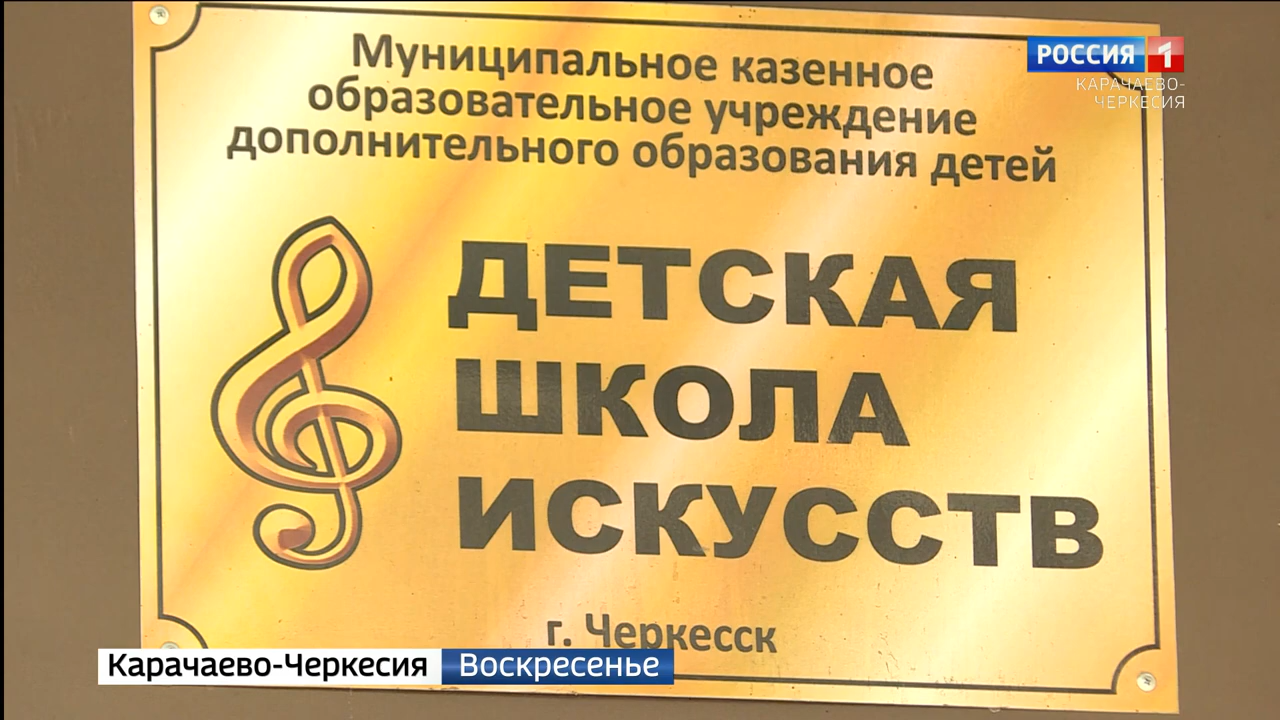 Муниципальное казенное
образовательное учреждение
дополнительного образования детей
РОССИЯ 1
КАРАЧАЕВО-
ЧЕРКЕСИЯ
ДЕТСКАЯ
ШКОЛА
ИСКУССТВ
г. Черкесск
Карачаево-Черкесия Воскресенье